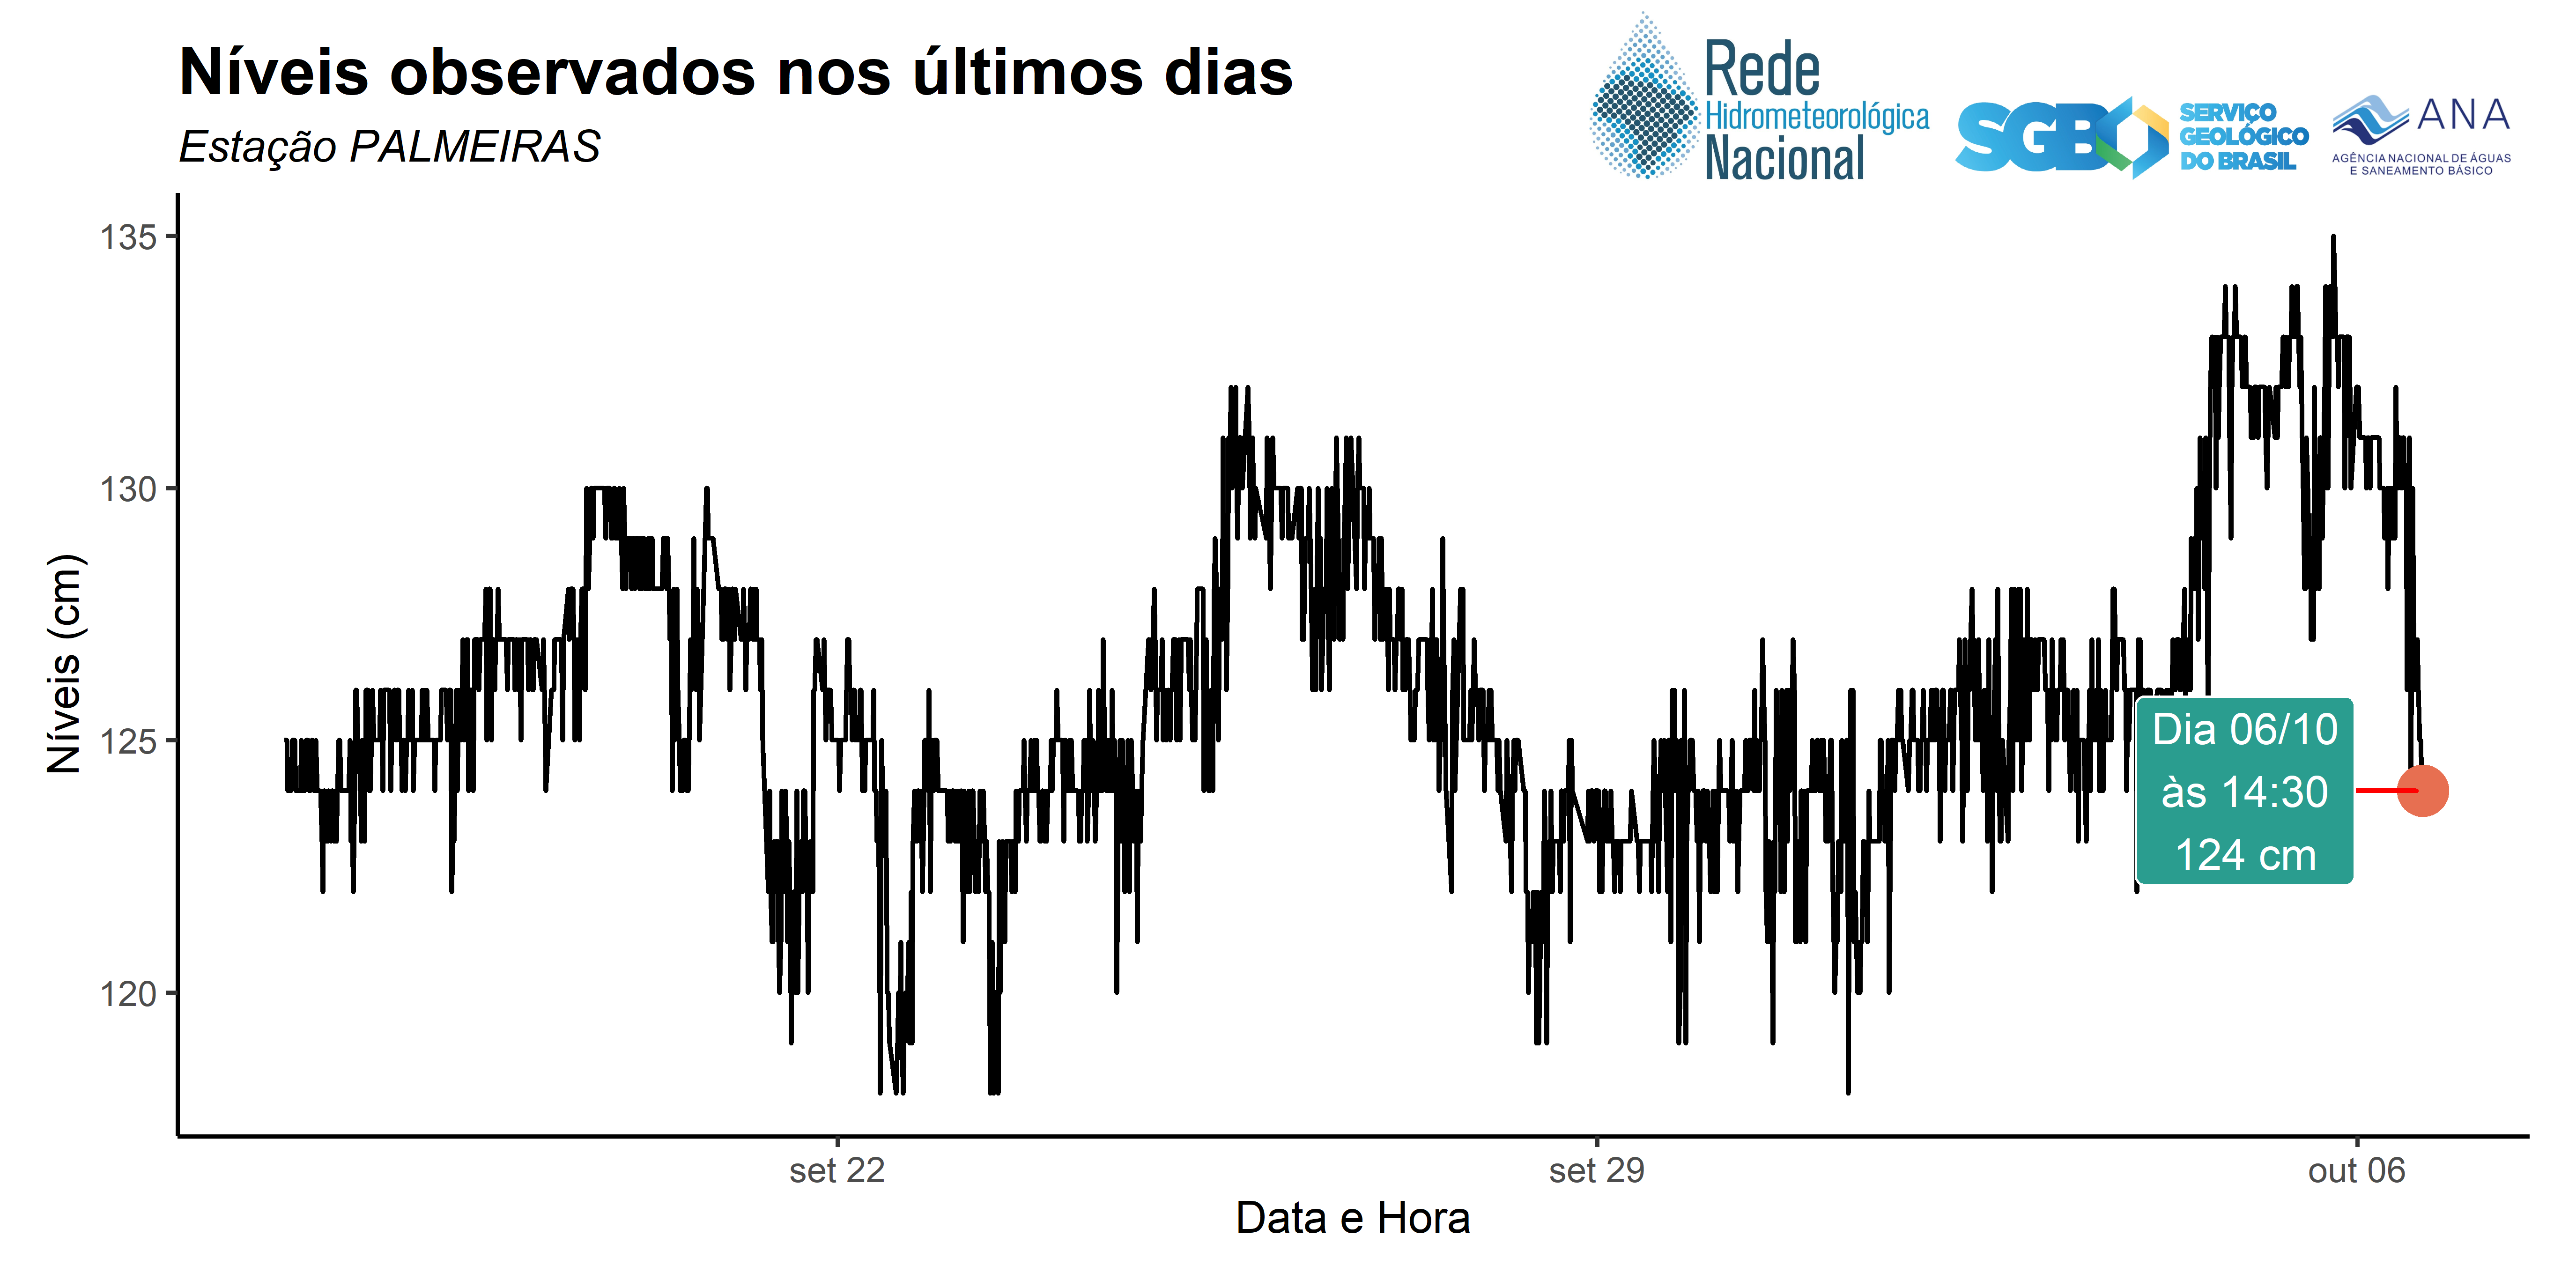 Níveis observados nos últimos dias
Estação PALMEIRAS
Rede
Hidrometeorológica
Nacional
SGB
SERVIÇO
GEOLÓGICO
DO BRASIL
ANA
AGÊNCIA NACIONAL DE ÁGUAS
E SANEAMENTO BÁSICO
Níveis (cm)
135
130
125
120
Dia 06/10
às 14:30
124 cm
set 22
set 29
out 06
Data e Hora